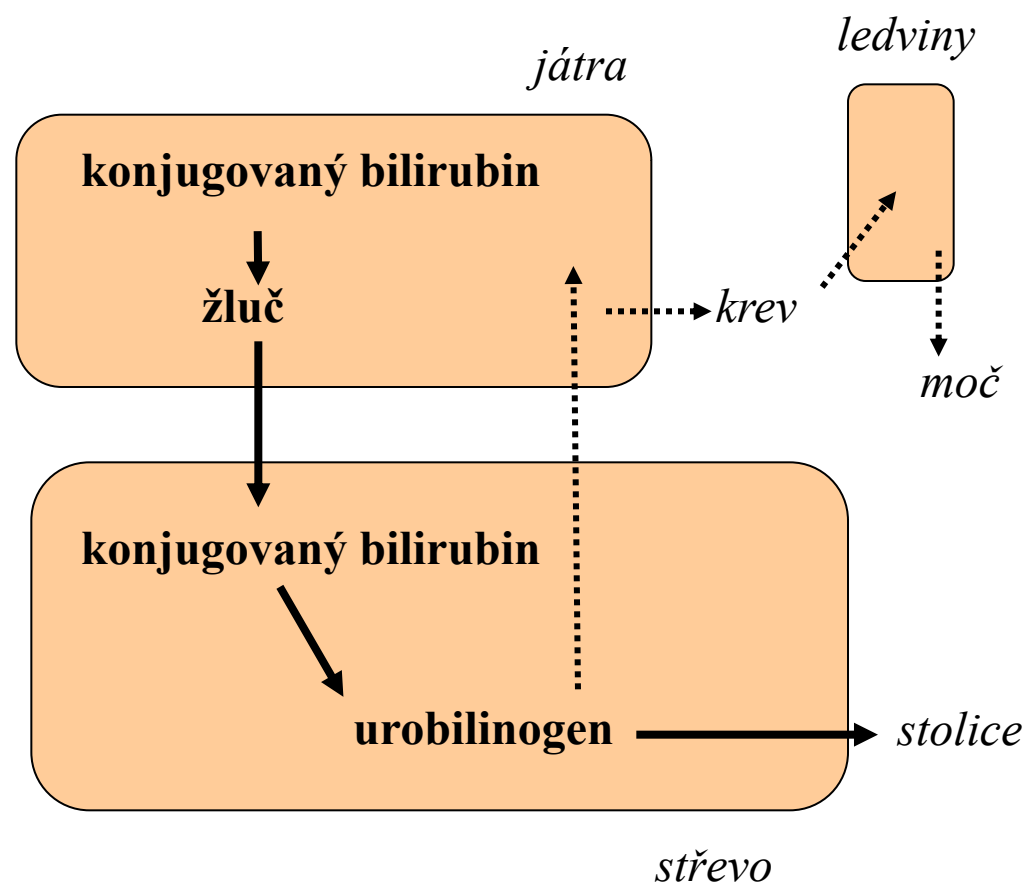 ledviny
játra
konjugovaný bilirubin
žluč
krev
moč
konjugovaný bilirubin
urobilinogen
stolice
střevo